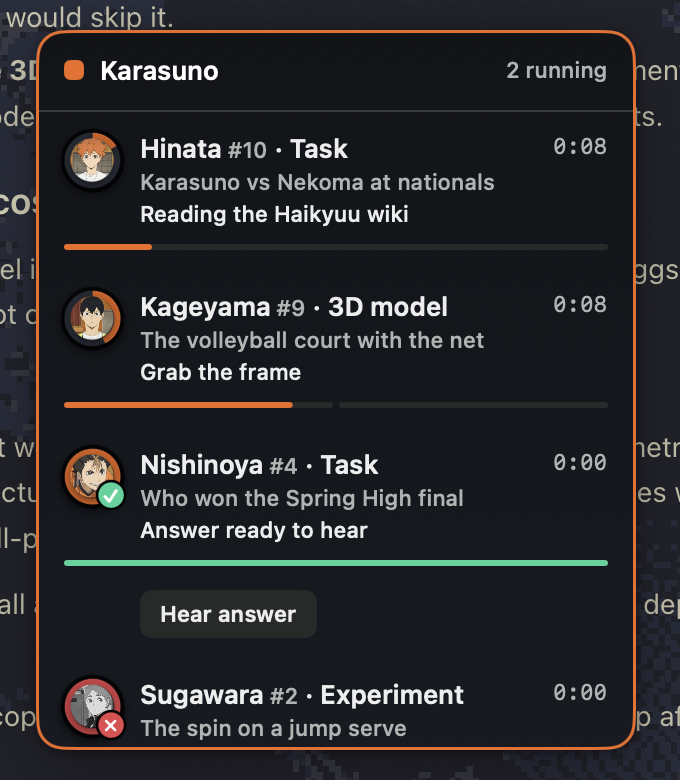 would skip it.
Karasuno
2 running
Hinata #10 · Task
0:08
Karasuno vs Nekoma at nationals
Reading the Haikyuu wiki
Kageyama #9 · 3D model
0:08
The volleyball court with the net
Grab the frame
Nishinoya #4 · Task
0:00
Who won the Spring High final
Answer ready to hear
Hear answer
Sugawara #2 · Experiment
0:00
The spin on a jump serve